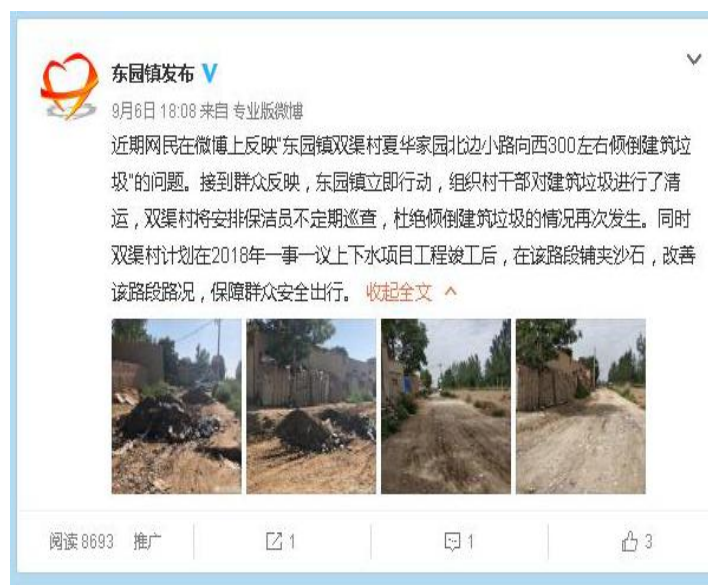 东园镇发布
9月6日 18:08 来自 专业版微博
近期网民在微博上反映"东园镇双渠村夏华家园北边小路向西300左右倾倒建筑垃
圾"的问题。接到群众反映，东园镇立即行动，组织村干部对建筑垃圾进行了清
运，双渠村将安排保洁员不定期巡查，杜绝倾倒建筑垃圾的情况再次发生。同时
双渠村计划在2018年一事一议上下水项目工程竣工后，在该路段铺夹沙石，改善
该路段路况，保障群众安全出行。 收起全文
阅读 8693 推广 1 1 3